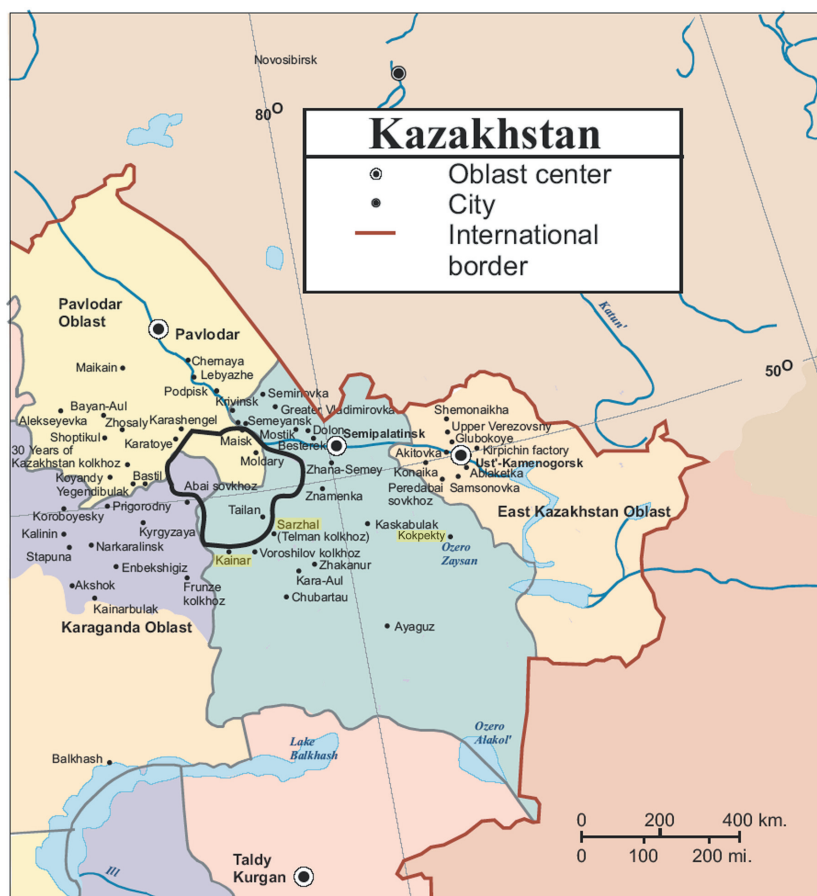 Novosibirsk
80O
Kazakhstan
Oblast center
City
International
border
Katun'
50O
Pavlodar
Oblast
Pavlodar
Chernaya
Maikain
Lebyazhe
Podpisk
Seminovka
Krivinsk
Greater Vladimirovka
Shemonaikha
Bayan-Aul
Alekseyevka
Zhosaly
Karashengel
Semeyansk
Dolon
Upper Verezovsny
Shoptikul
Karatoye
Maisk
Mostik
Semipalatinsk
Glubokoye
Besterek
Kirpichin factory
30 Years of
Kazakhstan kolkhoz
Moldary
Akitovka
Ust'-Kamenogorsk
Zhana-Semey
Konaika
Ablaketka
Koyandy
Bastil
Yegendibulak
Abai sovkhoz
Peredabai
sovkhoz
Samsonovka
Znamenka
Prigorodny
Koroboyesky
Tailan
East Kazakhstan Oblast
Sarzhal
(Telman kolkhoz)
Kaskabulak
Kalinin
Kyrgyzaya
Kokpekty
Narkaralinsk
Stapuna
Kainar
Voroshilov kolkhoz
Ozero
Zaysan
Enbekshigiz
Zhakanur
Akshok
Frunze
kolkhoz
Kara-Aul
Kainarbulak
Chubartau
Karaganda Oblast
Ayaguz
Ozero
Alakol'
Lake
Balkhash
Balkhash
0 200 400 km.
0 100 200 mi.
Taldy
Kurgan
Ill